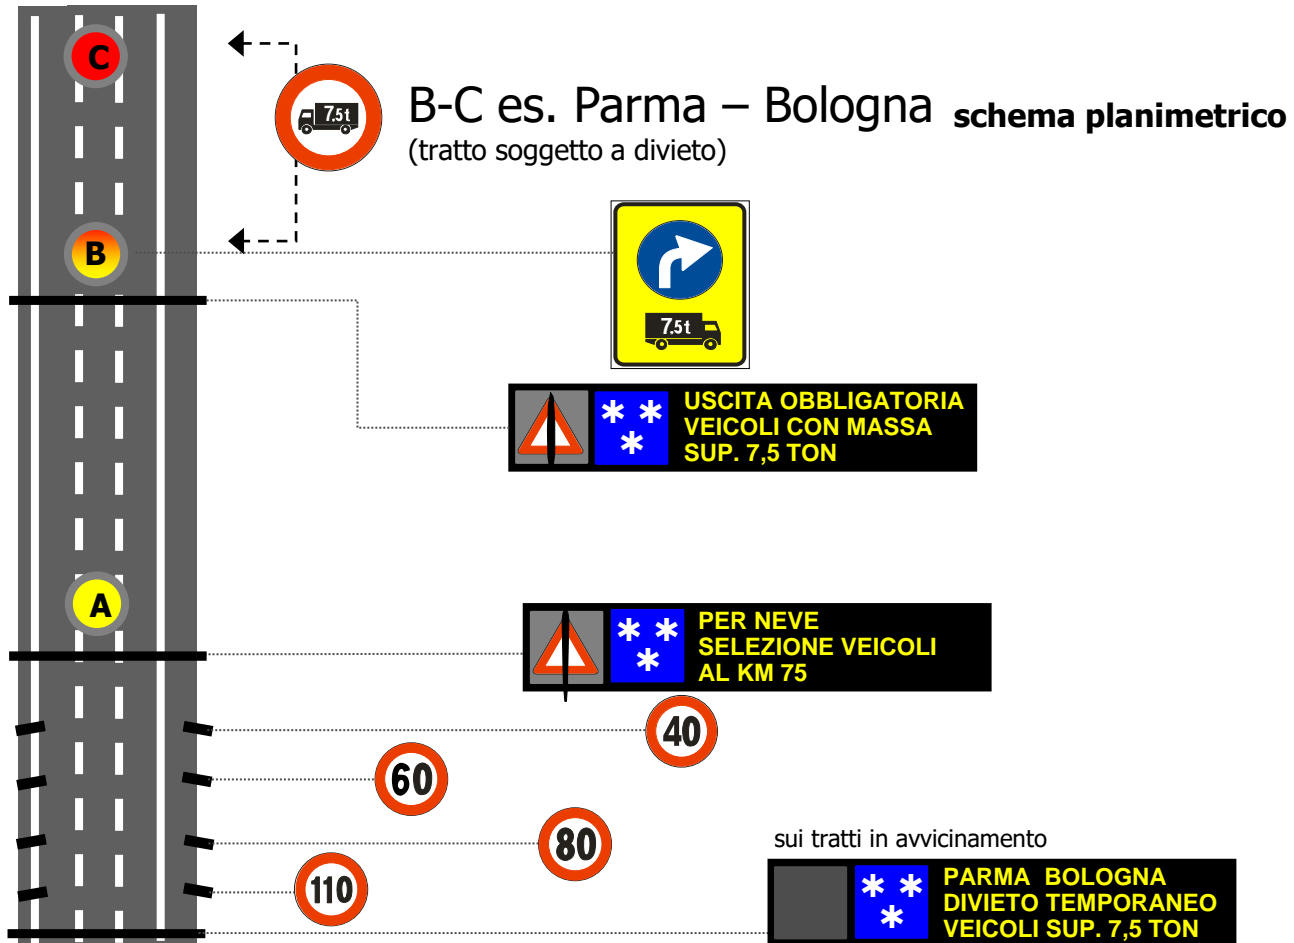 C
7.5t
B-C es. Parma – Bologna
schema planimetrico
(tratto soggetto a divieto)
B
7.5t
USCITA OBBLIGATORIA
VEICOLI CON MASSA
SUP. 7,5 TON
A
PER NEVE
SELEZIONE VEICOLI
AL KM 75
40
60
80
110
sui tratti in avvicinamento
PARMA BOLOGNA
DIVIETO TEMPORANEO
VEICOLI SUP. 7,5 TON